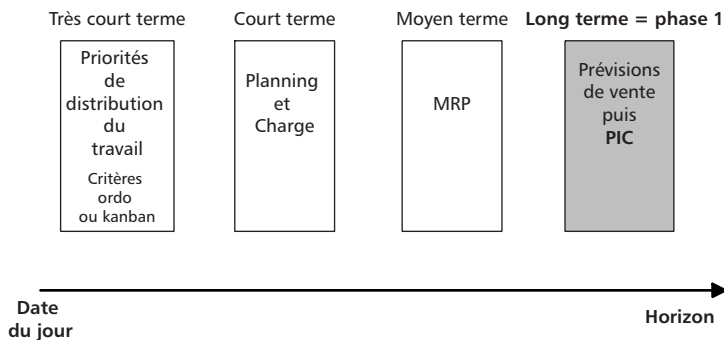 Très court terme
Court terme
Moyen terme
Long terme = phase 1
Priorités
de
distribution
du
travail
Critères
ordo
ou kanban
Planning
et
Charge
MRP
Prévisions
de vente
puis
PIC
Date
du jour
Horizon